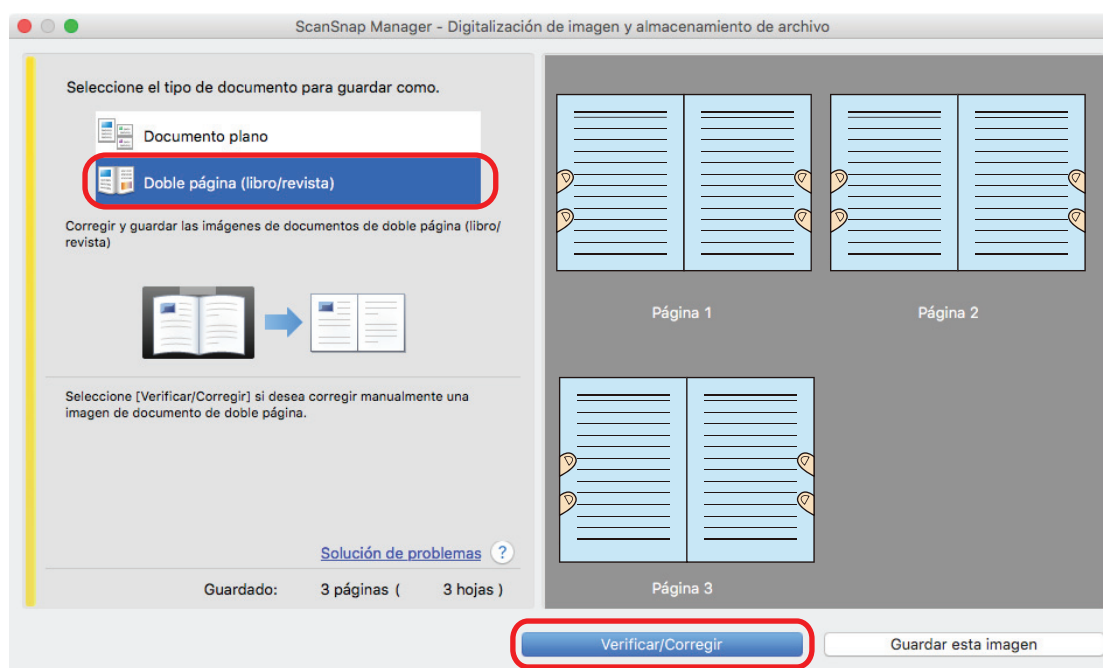 ScanSnap Manager - Digitalización de imagen y almacenamiento de archivo
Seleccione el tipo de documento para guardar como.
Documento plano
Doble página (libro/revista)
Corregir y guardar las imágenes de documentos de doble página (libro/
revista)
Seleccione [Verificar/Corregir] si desea corregir manualmente una
imagen de documento de doble página.
Solución de problemas ?
Guardado: 3 páginas ( 3 hojas )
Página 1
Página 2
Página 3
Verificar/Corregir
Guardar esta imagen